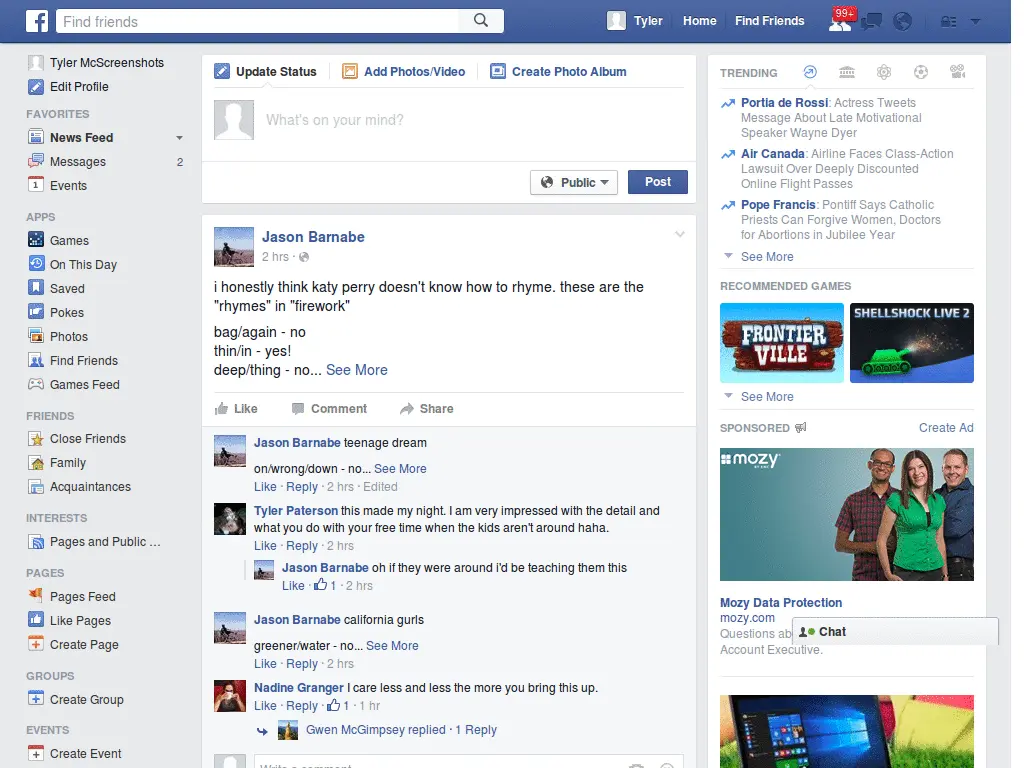 Find friends
Tyler
Home
Find Friends
99+
Tyler McScreenshots
Edit Profile
FAVORITES
News Feed
Messages 2
Events
APPS
Games
On This Day
Saved
Pokes
Photos
Find Friends
Games Feed
FRIENDS
Close Friends
Family
Acquaintances
INTERESTS
Pages and Public ...
PAGES
Pages Feed
Like Pages
Create Page
GROUPS
Create Group
EVENTS
Create Event
Update Status
Add Photos/Video
Create Photo Album
What's on your mind?
Public
Post
Jason Barnabe
2 hrs ·
i honestly think katy perry doesn't know how to rhyme. these are the
"rhymes" in "firework"
bag/again - no
thin/in - yes!
deep/thing - no... See More
Like Comment Share
Jason Barnabe teenage dream
on/wrong/down - no... See More
Like · Reply · 2 hrs · Edited
Tyler Paterson this made my night. I am very impressed with the detail and
what you do with your free time when the kids aren't around haha.
Like · Reply · 2 hrs
Jason Barnabe oh if they were around i'd be teaching them this
Like · 1 · 2 hrs
Jason Barnabe california gurls
greener/water - no... See More
Like · Reply · 2 hrs
Nadine Granger I care less and less the more you bring this up.
Like · Reply · 1 · 1 hr
Gwen McGimpsey replied · 1 Reply
Write a comment...
TRENDING
Portia de Rossi: Actress Tweets
Message About Late Motivational
Speaker Wayne Dyer
Air Canada: Airline Faces Class-Action
Lawsuit Over Deeply Discounted
Online Flight Passes
Pope Francis: Pontiff Says Catholic
Priests Can Forgive Women, Doctors
for Abortions in Jubilee Year
See More
RECOMMENDED GAMES
FRONTIER
VILLE
SHELLSHOCK LIVE 2
See More
SPONSORED
Create Ad
mozy
Mozy Data Protection
mozy.com
Questions
Account Executive.
Chat